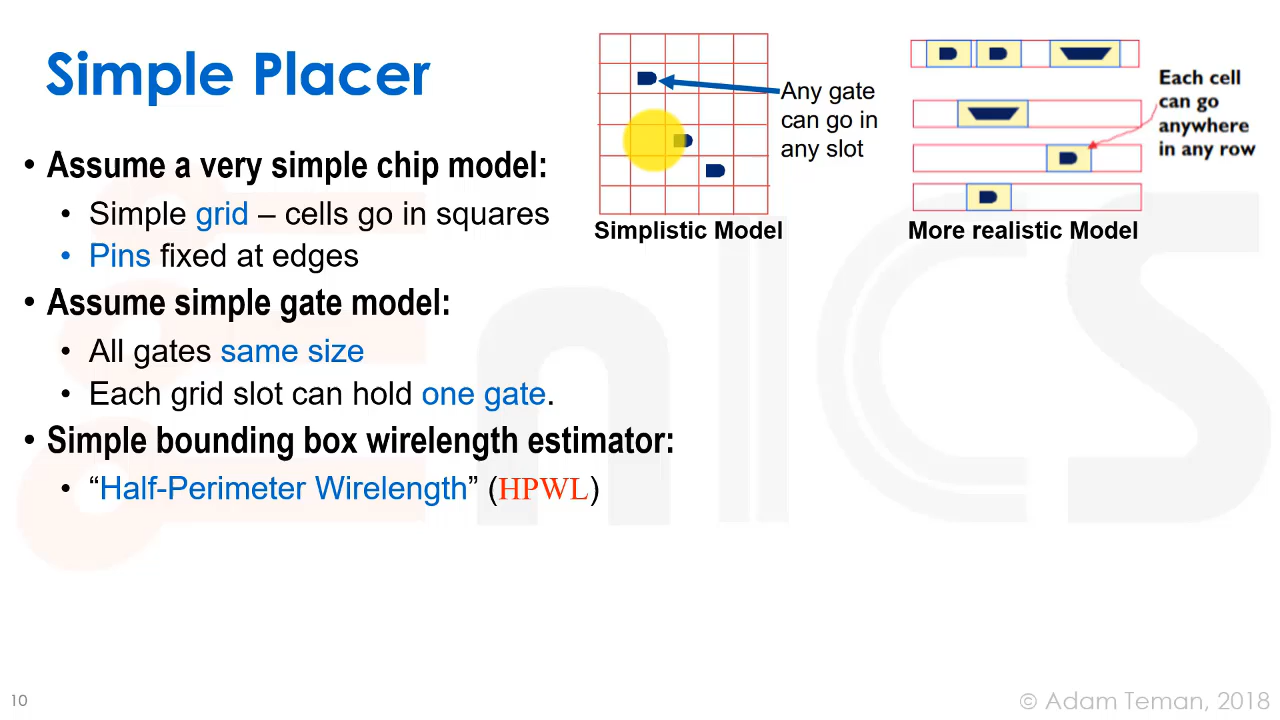 Simple Placer
• Assume a very simple chip model:
• Simple grid – cells go in squares
• Pins fixed at edges
• Assume simple gate model:
• All gates same size
• Each grid slot can hold one gate.
• Simple bounding box wirelength estimator:
• “Half-Perimeter Wirelength” (HPWL)
Any gate
can go in
any slot
Simplistic Model
Each cell
can go
anywhere
in any row
More realistic Model
EnICS
10
© Adam Teman, 2018